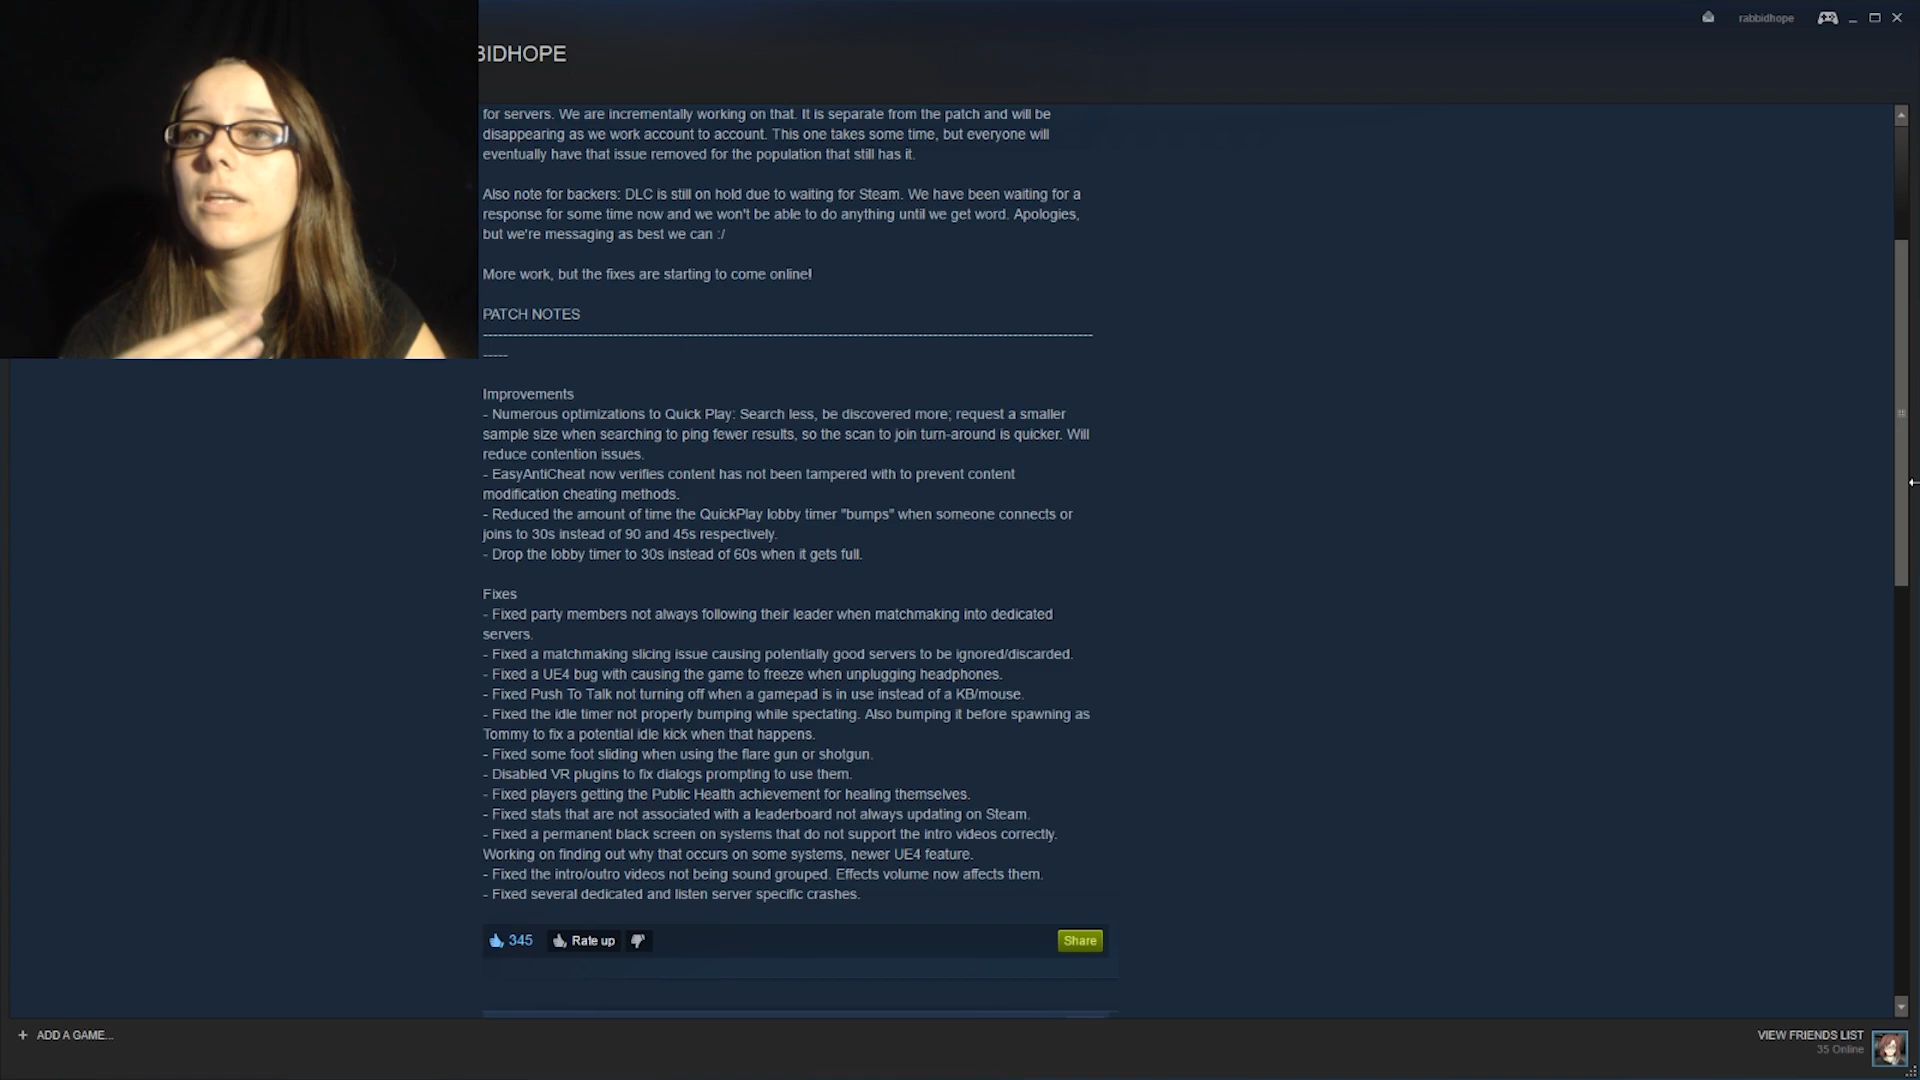 rabbidhope
BIDHOPE
for servers. We are incrementally working on that. It is separate from the patch and will be
disappearing as we work account to account. This one takes some time, but everyone will
eventually have that issue removed for the population that still has it.
Also note for backers: DLC is still on hold due to waiting for Steam. We have been waiting for a
response for some time now and we won't be able to do anything until we get word. Apologies,
but we're messaging as best we can :/
More work, but the fixes are starting to come online!
PATCH NOTES
--------------------------------------------------------------------------------------------------------------------------
-----
Improvements
- Numerous optimizations to Quick Play: Search less, be discovered more; request a smaller
sample size when searching to ping fewer results, so the scan to join turn-around is quicker. Will
reduce contention issues.
- EasyAntiCheat now verifies content has not been tampered with to prevent content
modification cheating methods.
- Reduced the amount of time the QuickPlay lobby timer "bumps" when someone connects or
joins to 30s instead of 90 and 45s respectively.
- Drop the lobby timer to 30s instead of 60s when it gets full.
Fixes
- Fixed party members not always following their leader when matchmaking into dedicated
servers.
- Fixed a matchmaking slicing issue causing potentially good servers to be ignored/discarded.
- Fixed a UE4 bug with causing the game to freeze when unplugging headphones.
- Fixed Push To Talk not turning off when a gamepad is in use instead of a KB/mouse.
- Fixed the idle timer not properly bumping while spectating. Also bumping it before spawning as
Tommy to fix a potential idle kick when that happens.
- Fixed some foot sliding when using the flare gun or shotgun.
- Disabled VR plugins to fix dialogs prompting to use them.
- Fixed players getting the Public Health achievement for healing themselves.
- Fixed stats that are not associated with a leaderboard not always updating on Steam.
- Fixed a permanent black screen on systems that do not support the intro videos correctly.
Working on finding out why that occurs on some systems, newer UE4 feature.
- Fixed the intro/outro videos not being sound grouped. Effects volume now affects them.
- Fixed several dedicated and listen server specific crashes.
345 Rate up Share
+ ADD A GAME...
VIEW FRIENDS LIST
35 Online